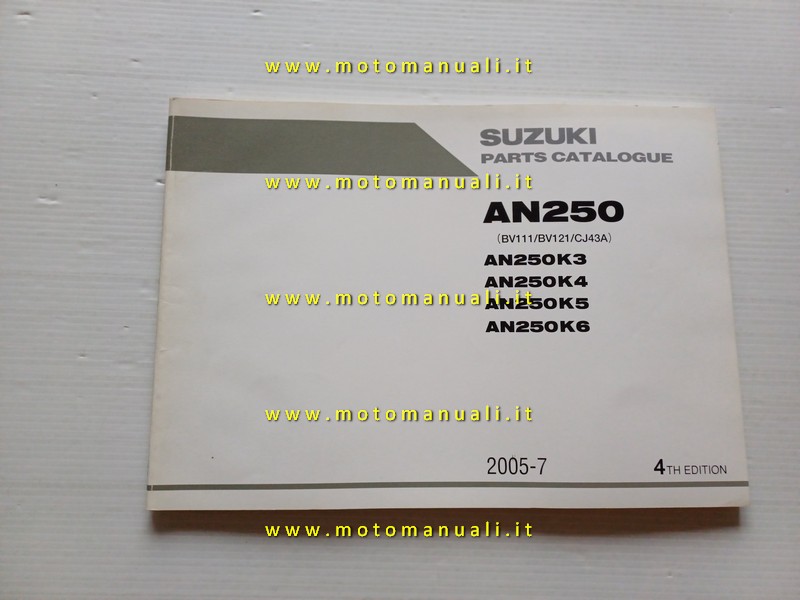 www.motomanuali.it
SUZUKI
PARTS CATALOGUE
www.motomanuali.it
AN250
(BV111/BV121/CJ43A)
AN250K3
AN250K4
www.motomanuali.it
AN250K5
AN250K6
www.motomanuali.it
2005-7 4TH EDITION
www.motomanuali.it